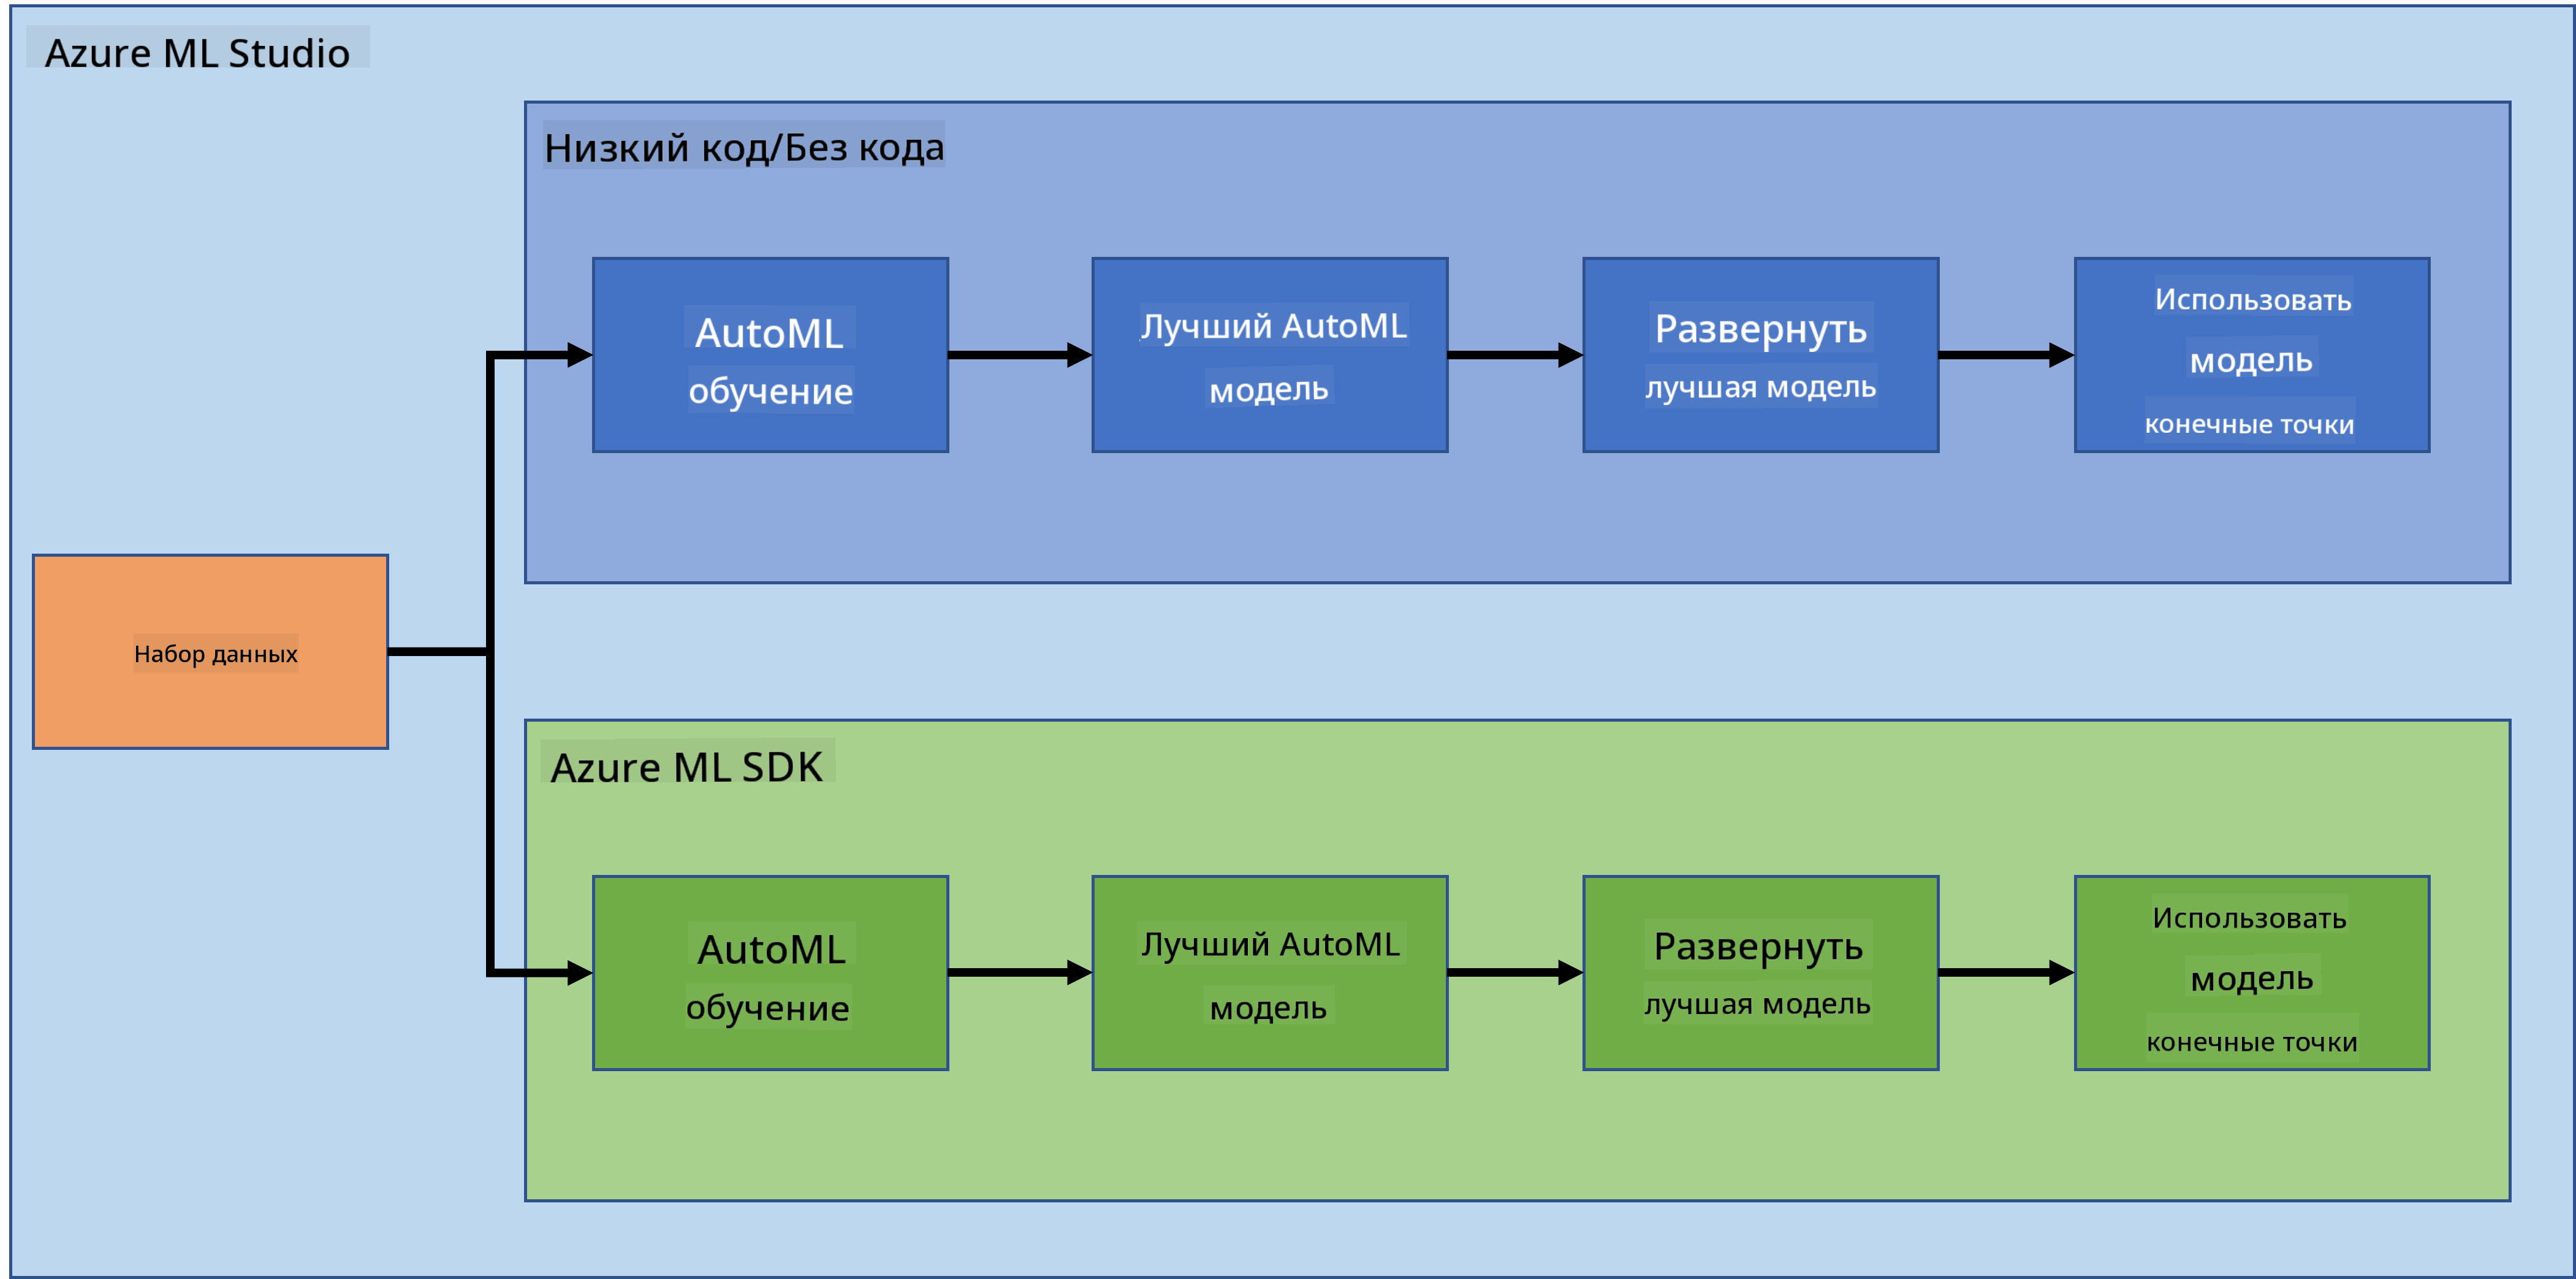 Azure ML Studio
Низкий код/Без кода
AutoML
обучение
Лучший AutoML
модель
Развернуть
лучшая модель
Использовать
модель
конечные точки
Набор данных
Azure ML SDK
AutoML
обучение
Лучший AutoML
модель
Развернуть
лучшая модель
Использовать
модель
конечные точки